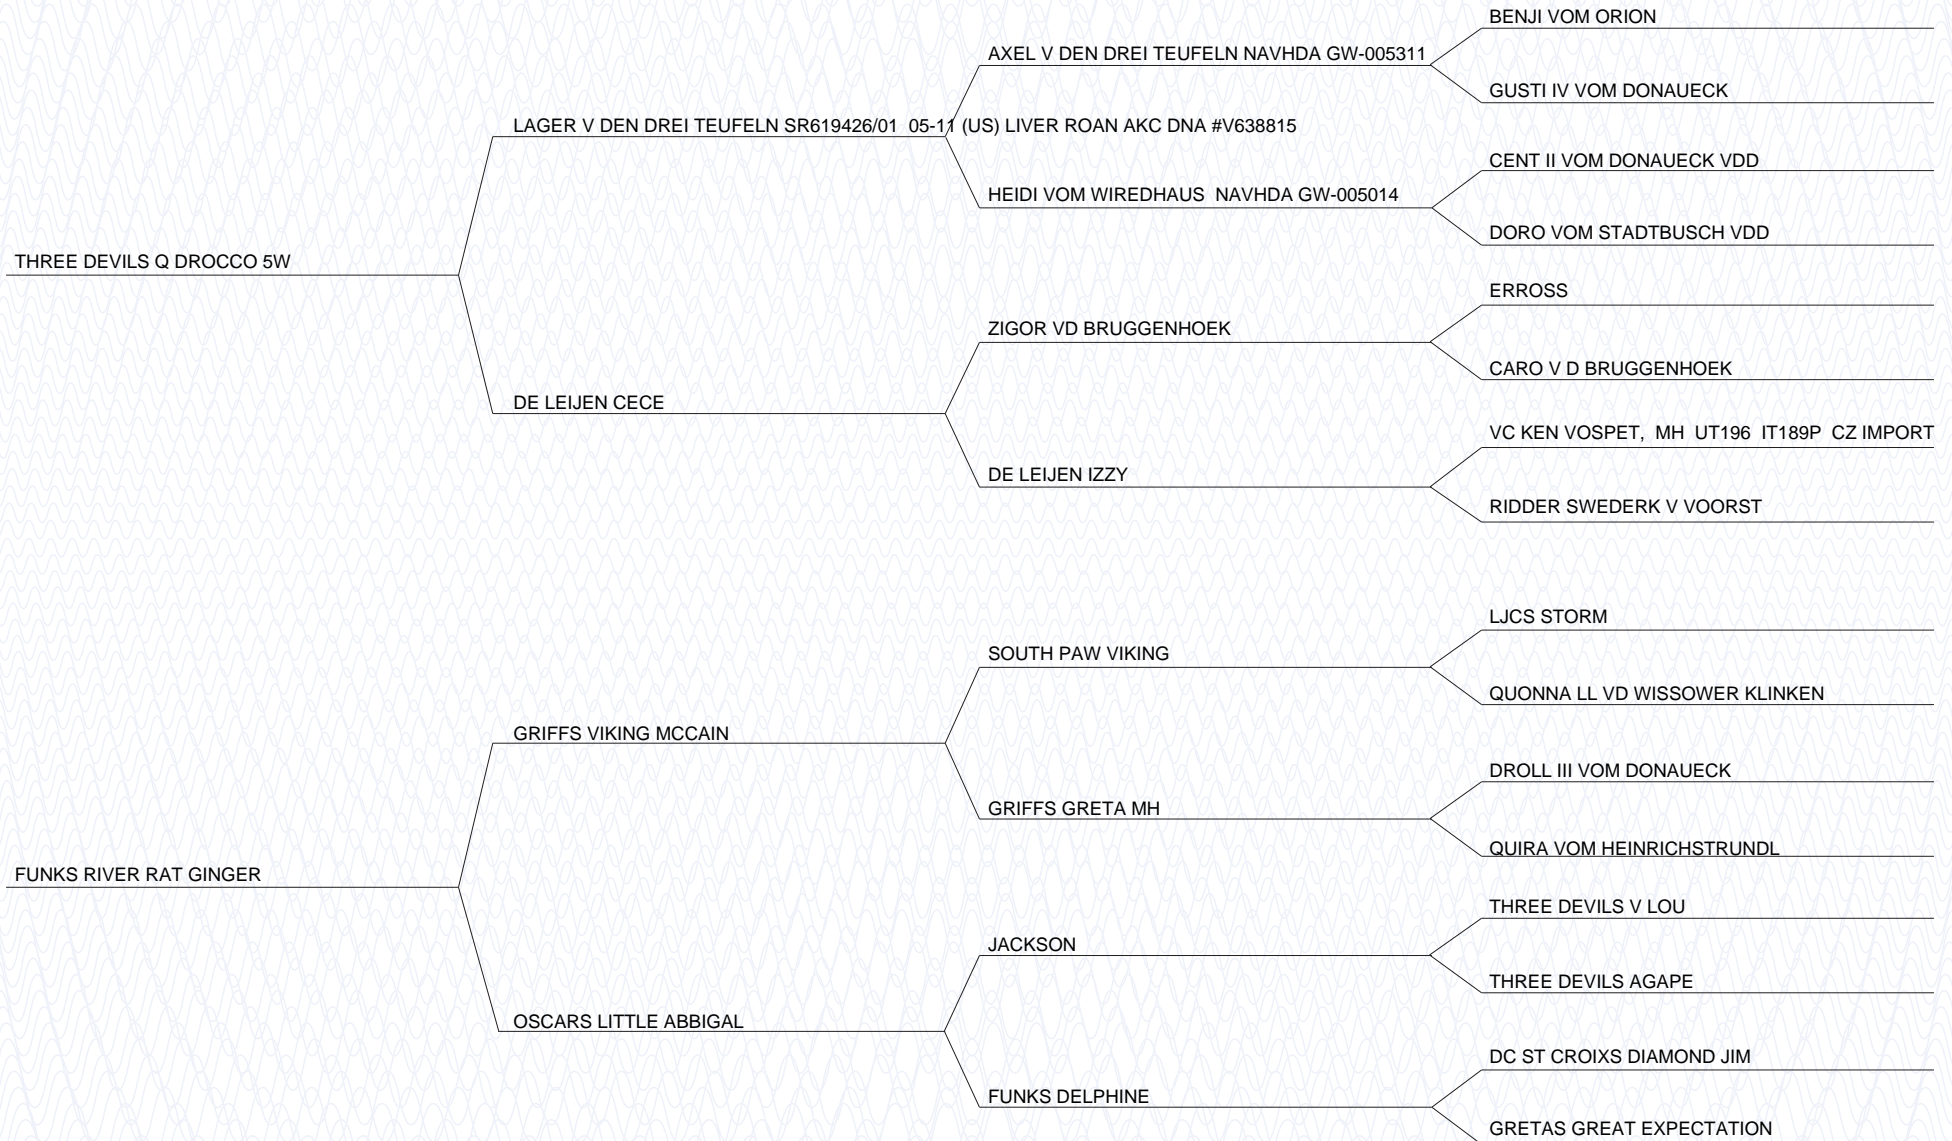 BENJI VOM ORION
AXEL V DEN DREI TEUFELN NAVHDA GW-005311
GUSTI IV VOM DONAUECK
LAGER V DEN DREI TEUFELN SR619426/01 05-11 (US) LIVER ROAN AKC DNA #V638815
CENT II VOM DONAUECK VDD
HEIDI VOM WIREDHAUS NAVHDA GW-005014
DORO VOM STADTBUSCH VDD
THREE DEVILS Q DROCCO 5W
ERROSS
ZIGOR VD BRUGGENHOEK
CARO V D BRUGGENHOEK
DE LEIJEN CECE
VC KEN VOSPET, MH UT196 IT189P CZ IMPORT
DE LEIJEN IZZY
RIDDER SWEDERK V VOORST
LJCS STORM
SOUTH PAW VIKING
QUONNA LL VD WISSOWER KLINKEN
GRIFFS VIKING MCCAIN
DROLL III VOM DONAUECK
GRIFFS GRETA MH
QUIRA VOM HEINRICHSTRUNDL
FUNKS RIVER RAT GINGER
THREE DEVILS V LOU
JACKSON
THREE DEVILS AGAPE
OSCARS LITTLE ABBIGAL
DC ST CROIXS DIAMOND JIM
FUNKS DELPHINE
GRETAS GREAT EXPECTATION